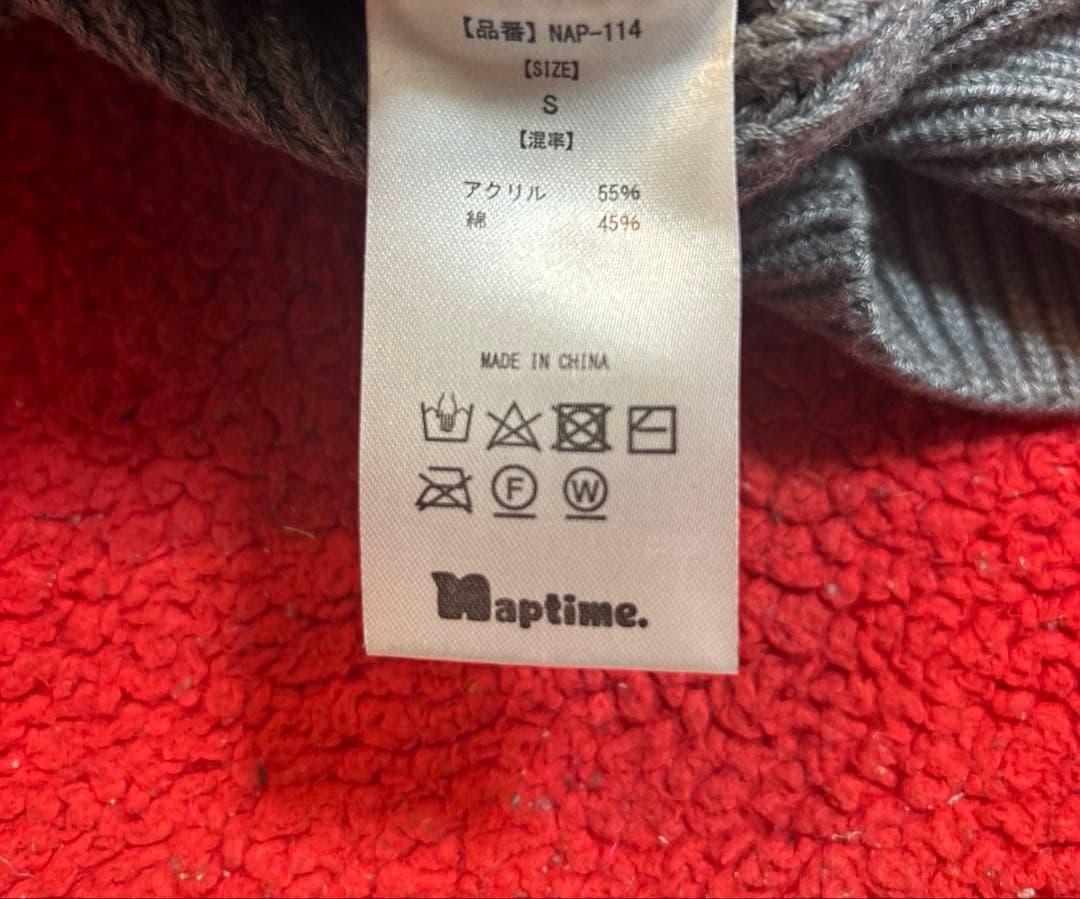 【品番】NAP-114
【SIZE】
S
【混率】
アクリル 55%
綿 45%
MADE IN CHINA
F W
Naptime.